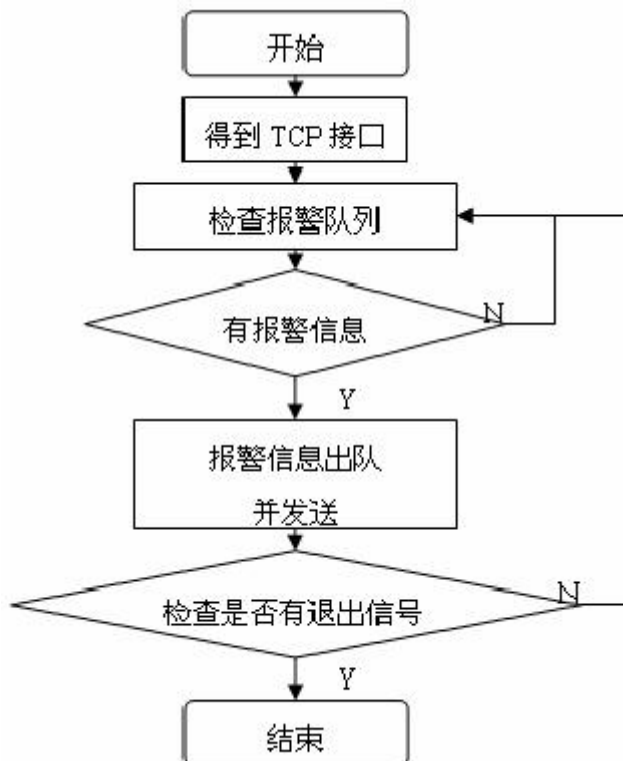 开始
得到 TCP 接口
检查报警队列
有报警信息
N
Y
报警信息出队
并发送
检查是否有退出信号
N
Y
结束